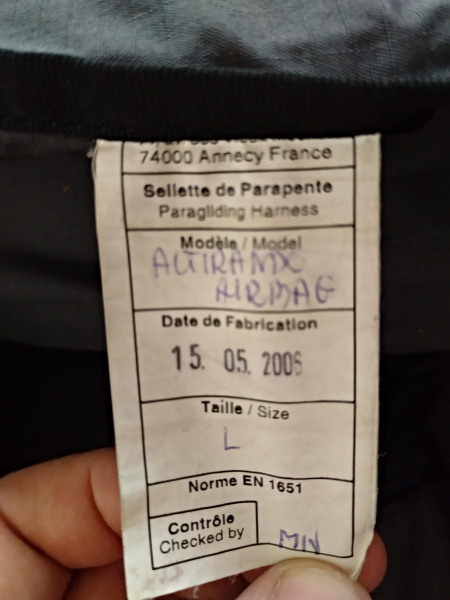 74000 Annecy France
Sellette de Parapente
Paragliding Harness
Modèle / Model
ALTIRANDO
AIRBAG
Date de Fabrication
15. 05. 2006
Taille / Size
L
Norme EN 1651
Contrôle
Checked by